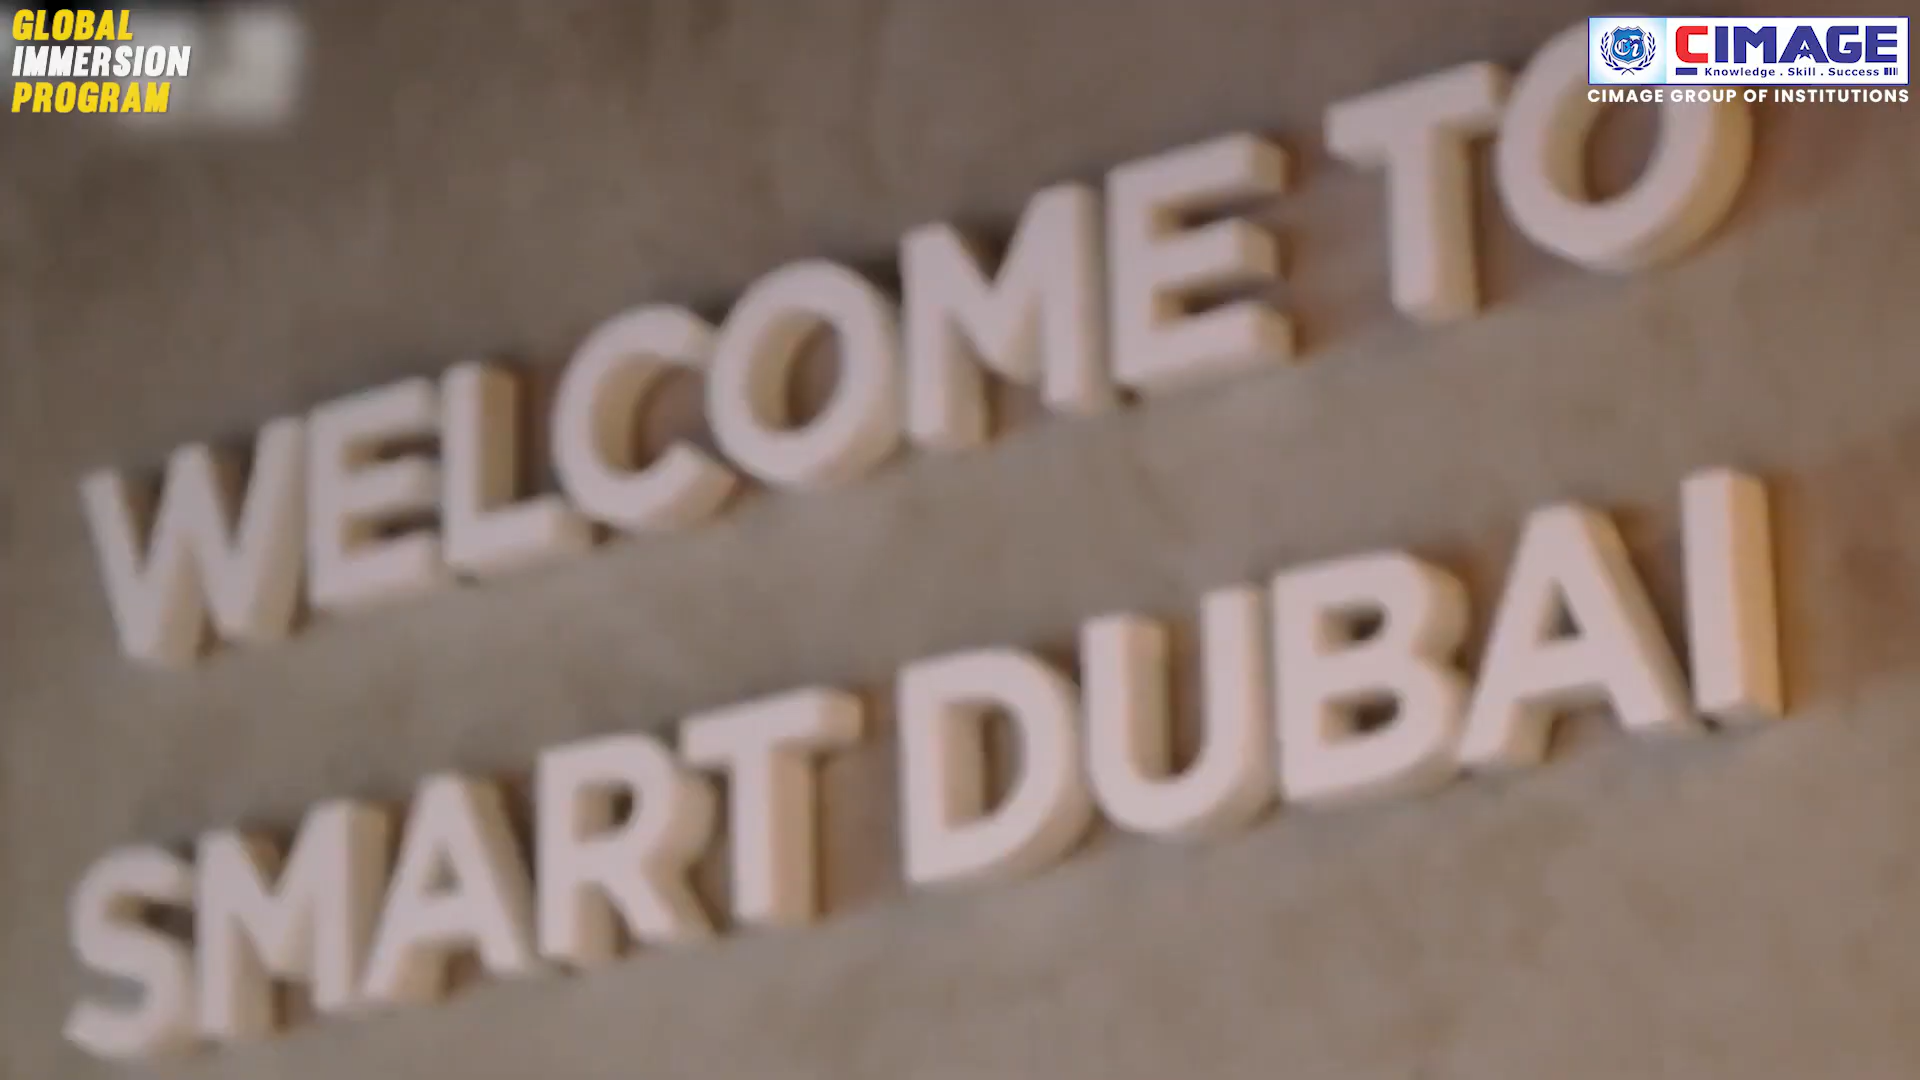 GLOBAL
IMMERSION
PROGRAM
CIMAGE
Knowledge . Skill . Success
CIMAGE GROUP OF INSTITUTIONS
WELCOME TO
SMART DUBAI